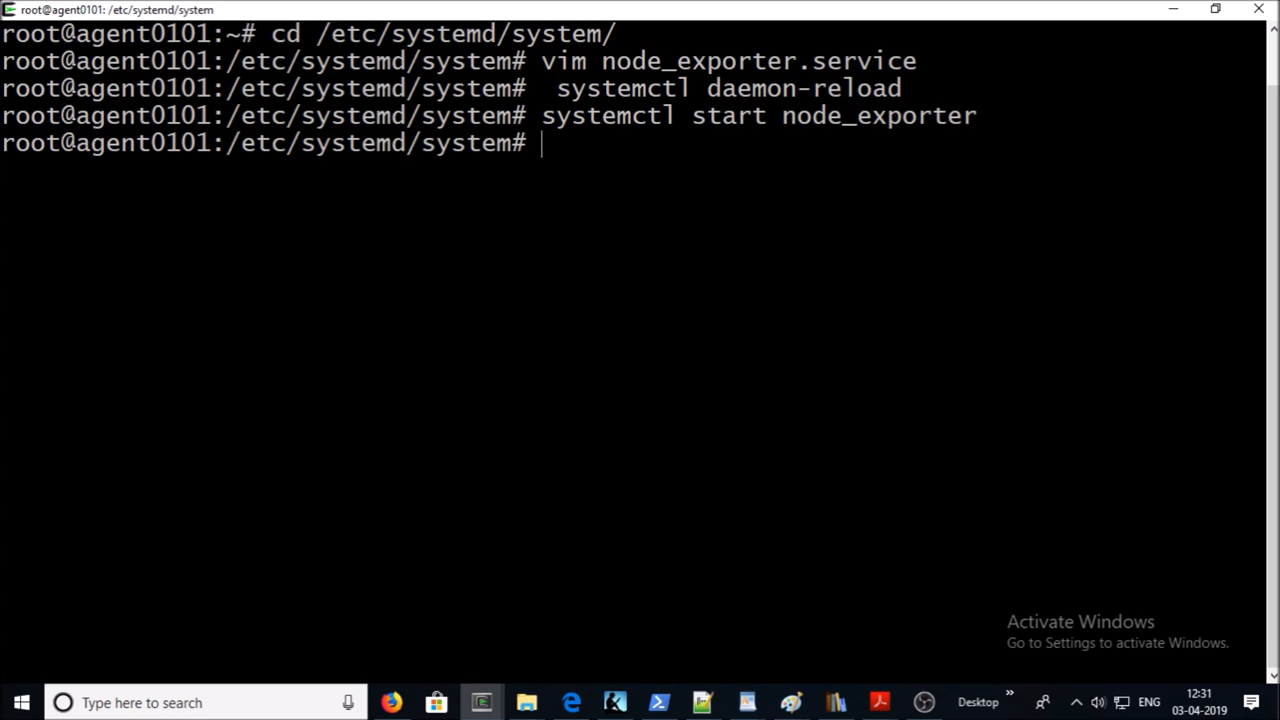 root@agent0101: /etc/systemd/system
root@agent0101:~# cd /etc/systemd/system/
root@agent0101:/etc/systemd/system# vim node_exporter.service
root@agent0101:/etc/systemd/system#  systemctl daemon-reload
root@agent0101:/etc/systemd/system# systemctl start node_exporter
root@agent0101:/etc/systemd/system#
Activate Windows
Go to Settings to activate Windows.
Type here to search
Desktop
ENG
12:31
03-04-2019